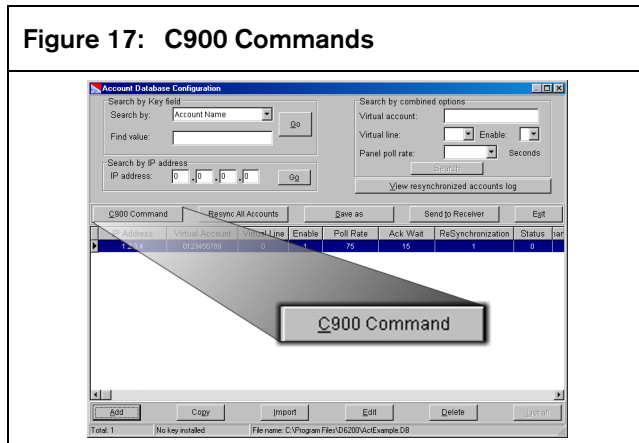 Figure 17: C900 Commands
Account Database Configuration
Search by Key field
Search by: Account Name
Go
Find value:
Search by IP address
IP address: 0 . 0 . 0 . 0 Go
Search by combined options
Virtual account:
Virtual line: Enable:
Panel poll rate: Seconds
Search
View resynchronized accounts log
C900 Command Resync All Accounts Save as Send to Receiver Exit
IP Address Virtual Account Virtual Line Enable Poll Rate Ack Wait ReSynchronization Status
1.2.3.4 0123456789 0 1 75 15 1 0
C900 Command
Add Copy Import Edit Delete List all
Total: 1 No key installed File name: C:\Program Files\D6200\ActExample.DB